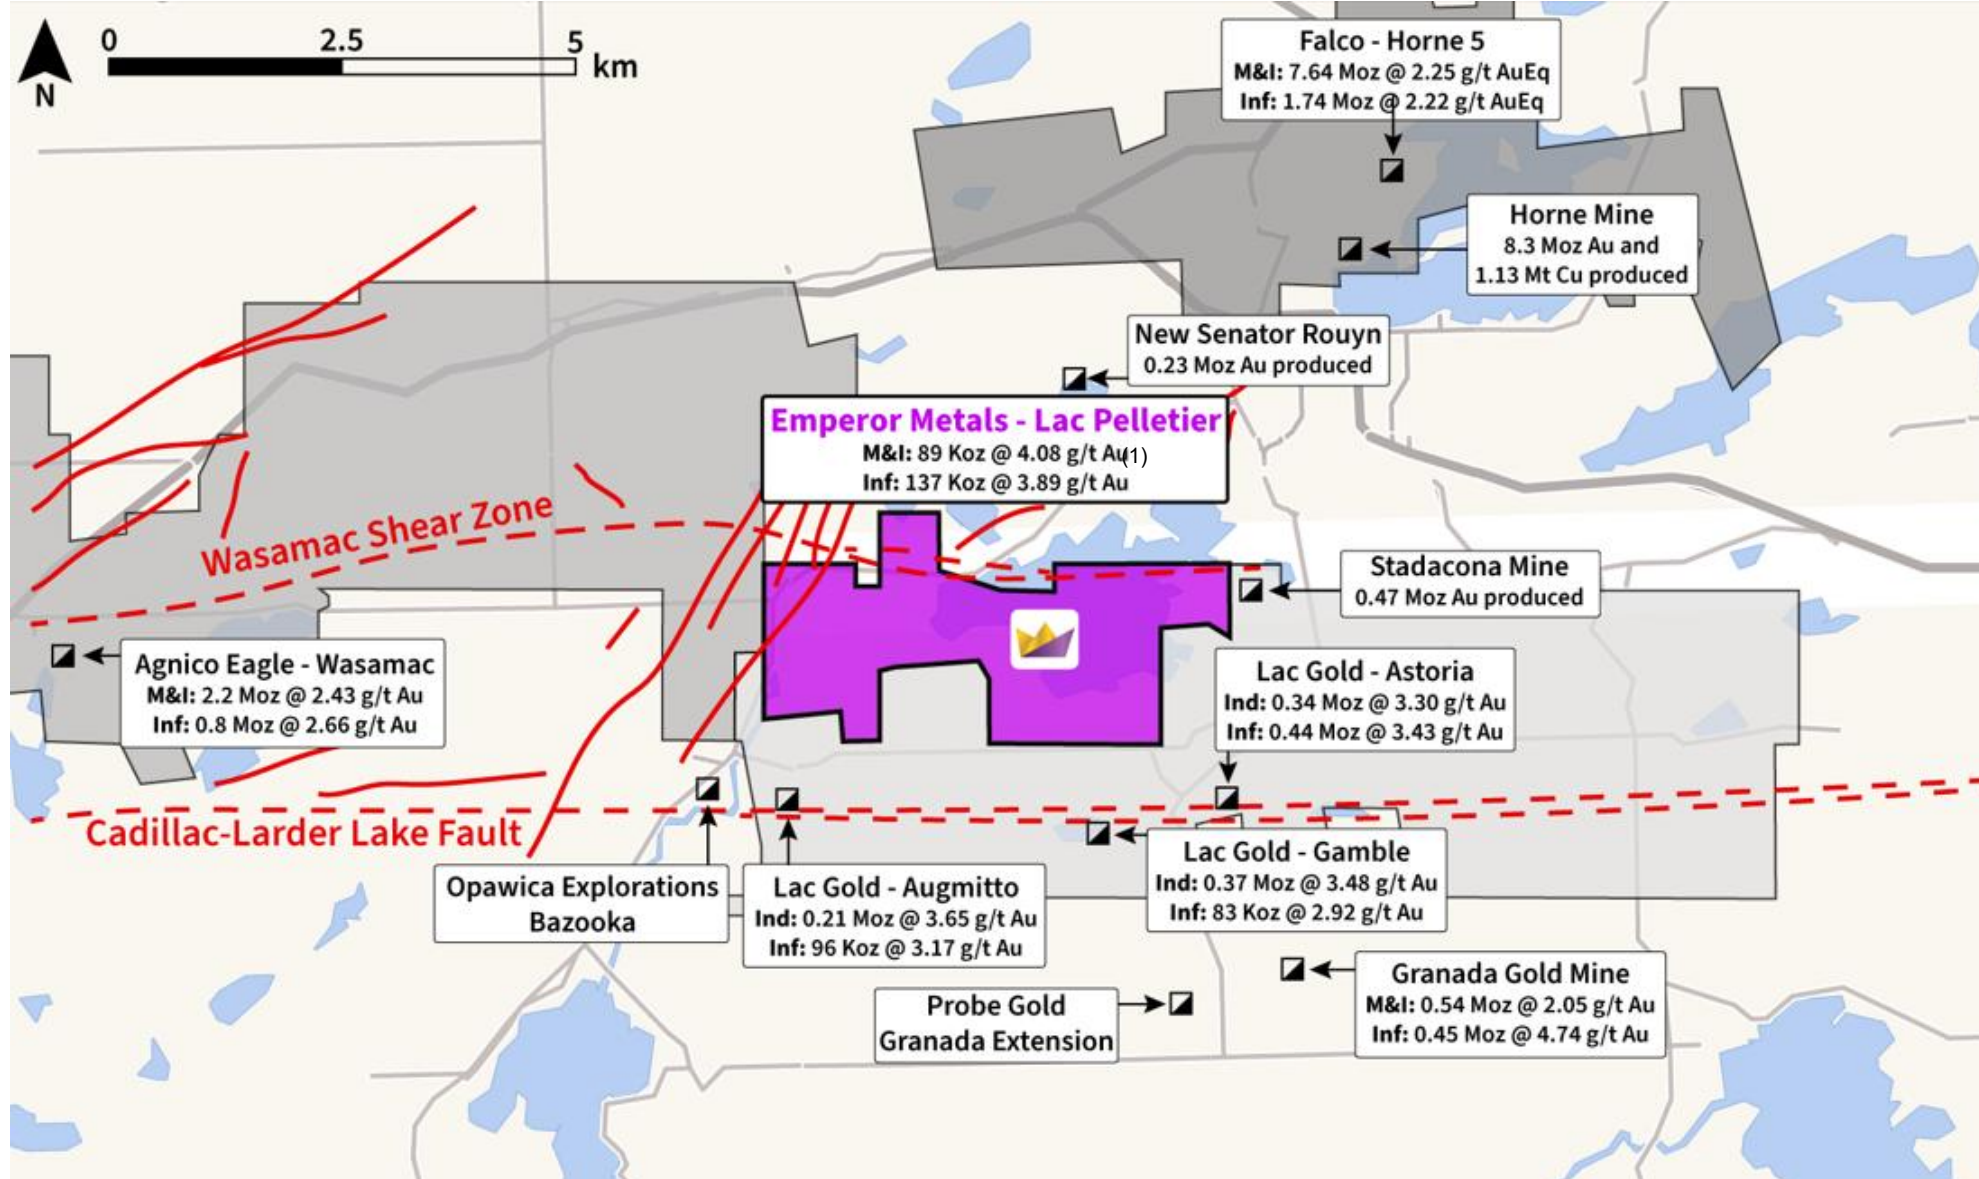 0 2.5 5 km
N
Falco - Horne 5
M&I: 7.64 Moz @ 2.25 g/t AuEq
Inf: 1.74 Moz @ 2.22 g/t AuEq
Horne Mine
8.3 Moz Au and
1.13 Mt Cu produced
New Senator Rouyn
0.23 Moz Au produced
Emperor Metals - Lac Pelletier
M&I: 89 Koz @ 4.08 g/t Au(1)
Inf: 137 Koz @ 3.89 g/t Au
Wasamac Shear Zone
Stadacona Mine
0.47 Moz Au produced
Agnico Eagle - Wasamac
M&I: 2.2 Moz @ 2.43 g/t Au
Inf: 0.8 Moz @ 2.66 g/t Au
Lac Gold - Astoria
Ind: 0.34 Moz @ 3.30 g/t Au
Inf: 0.44 Moz @ 3.43 g/t Au
Cadillac-Larder Lake Fault
Lac Gold - Gamble
Ind: 0.37 Moz @ 3.48 g/t Au
Inf: 83 Koz @ 2.92 g/t Au
Opawica Explorations
Bazooka
Lac Gold - Augmitto
Ind: 0.21 Moz @ 3.65 g/t Au
Inf: 96 Koz @ 3.17 g/t Au
Probe Gold
Granada Extension
Granada Gold Mine
M&I: 0.54 Moz @ 2.05 g/t Au
Inf: 0.45 Moz @ 4.74 g/t Au